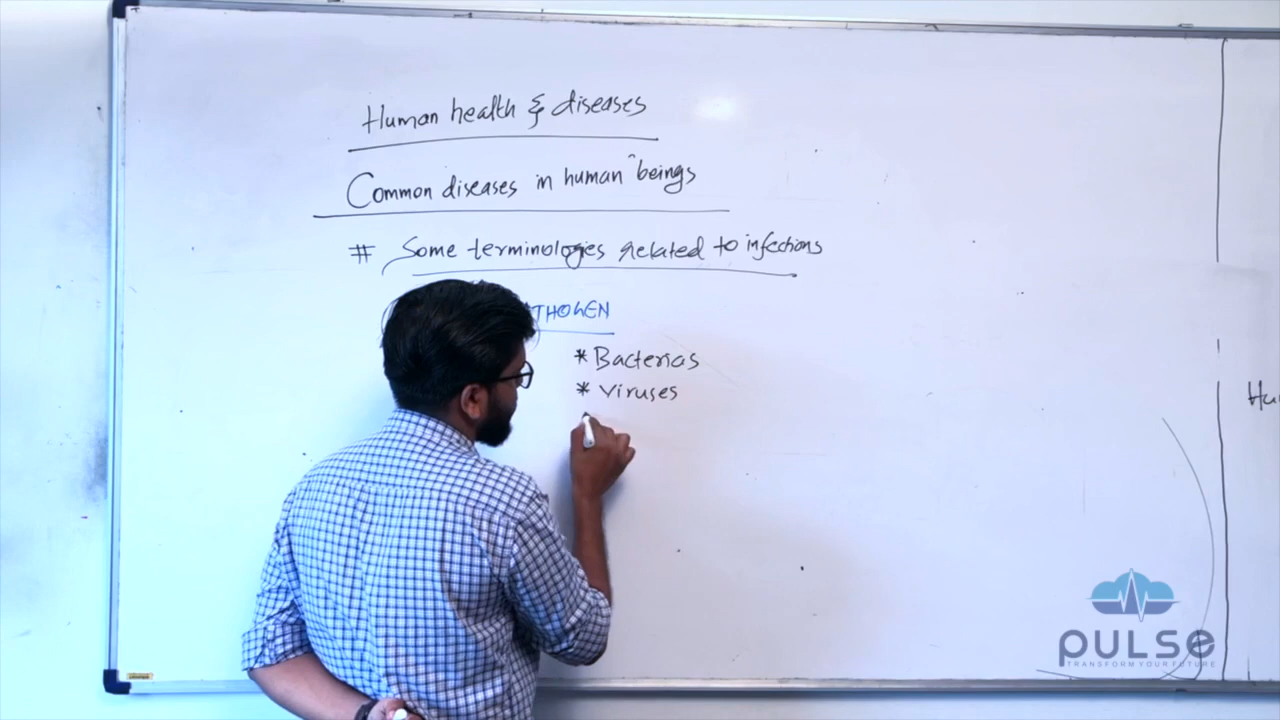 Human health & diseases
Common diseases in human beings
# Some terminologies related to infections
THOGEN
* Bacterias
* Viruses
Hu
PULSE
TRANSFORM YOUR FUTURE